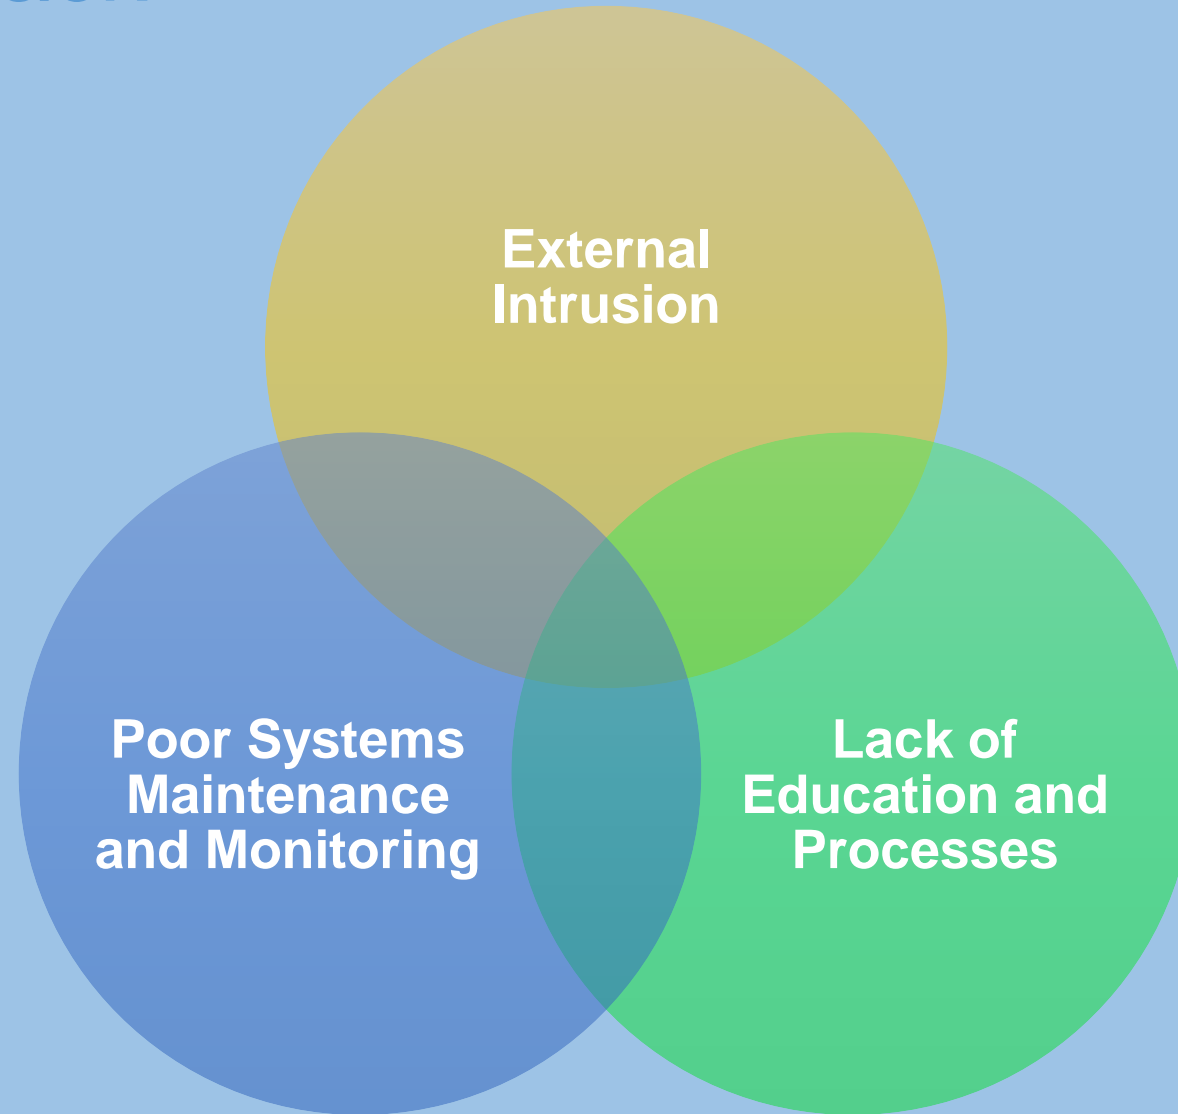 External
Intrusion
Poor Systems
Maintenance
and Monitoring
Lack of
Education and
Processes